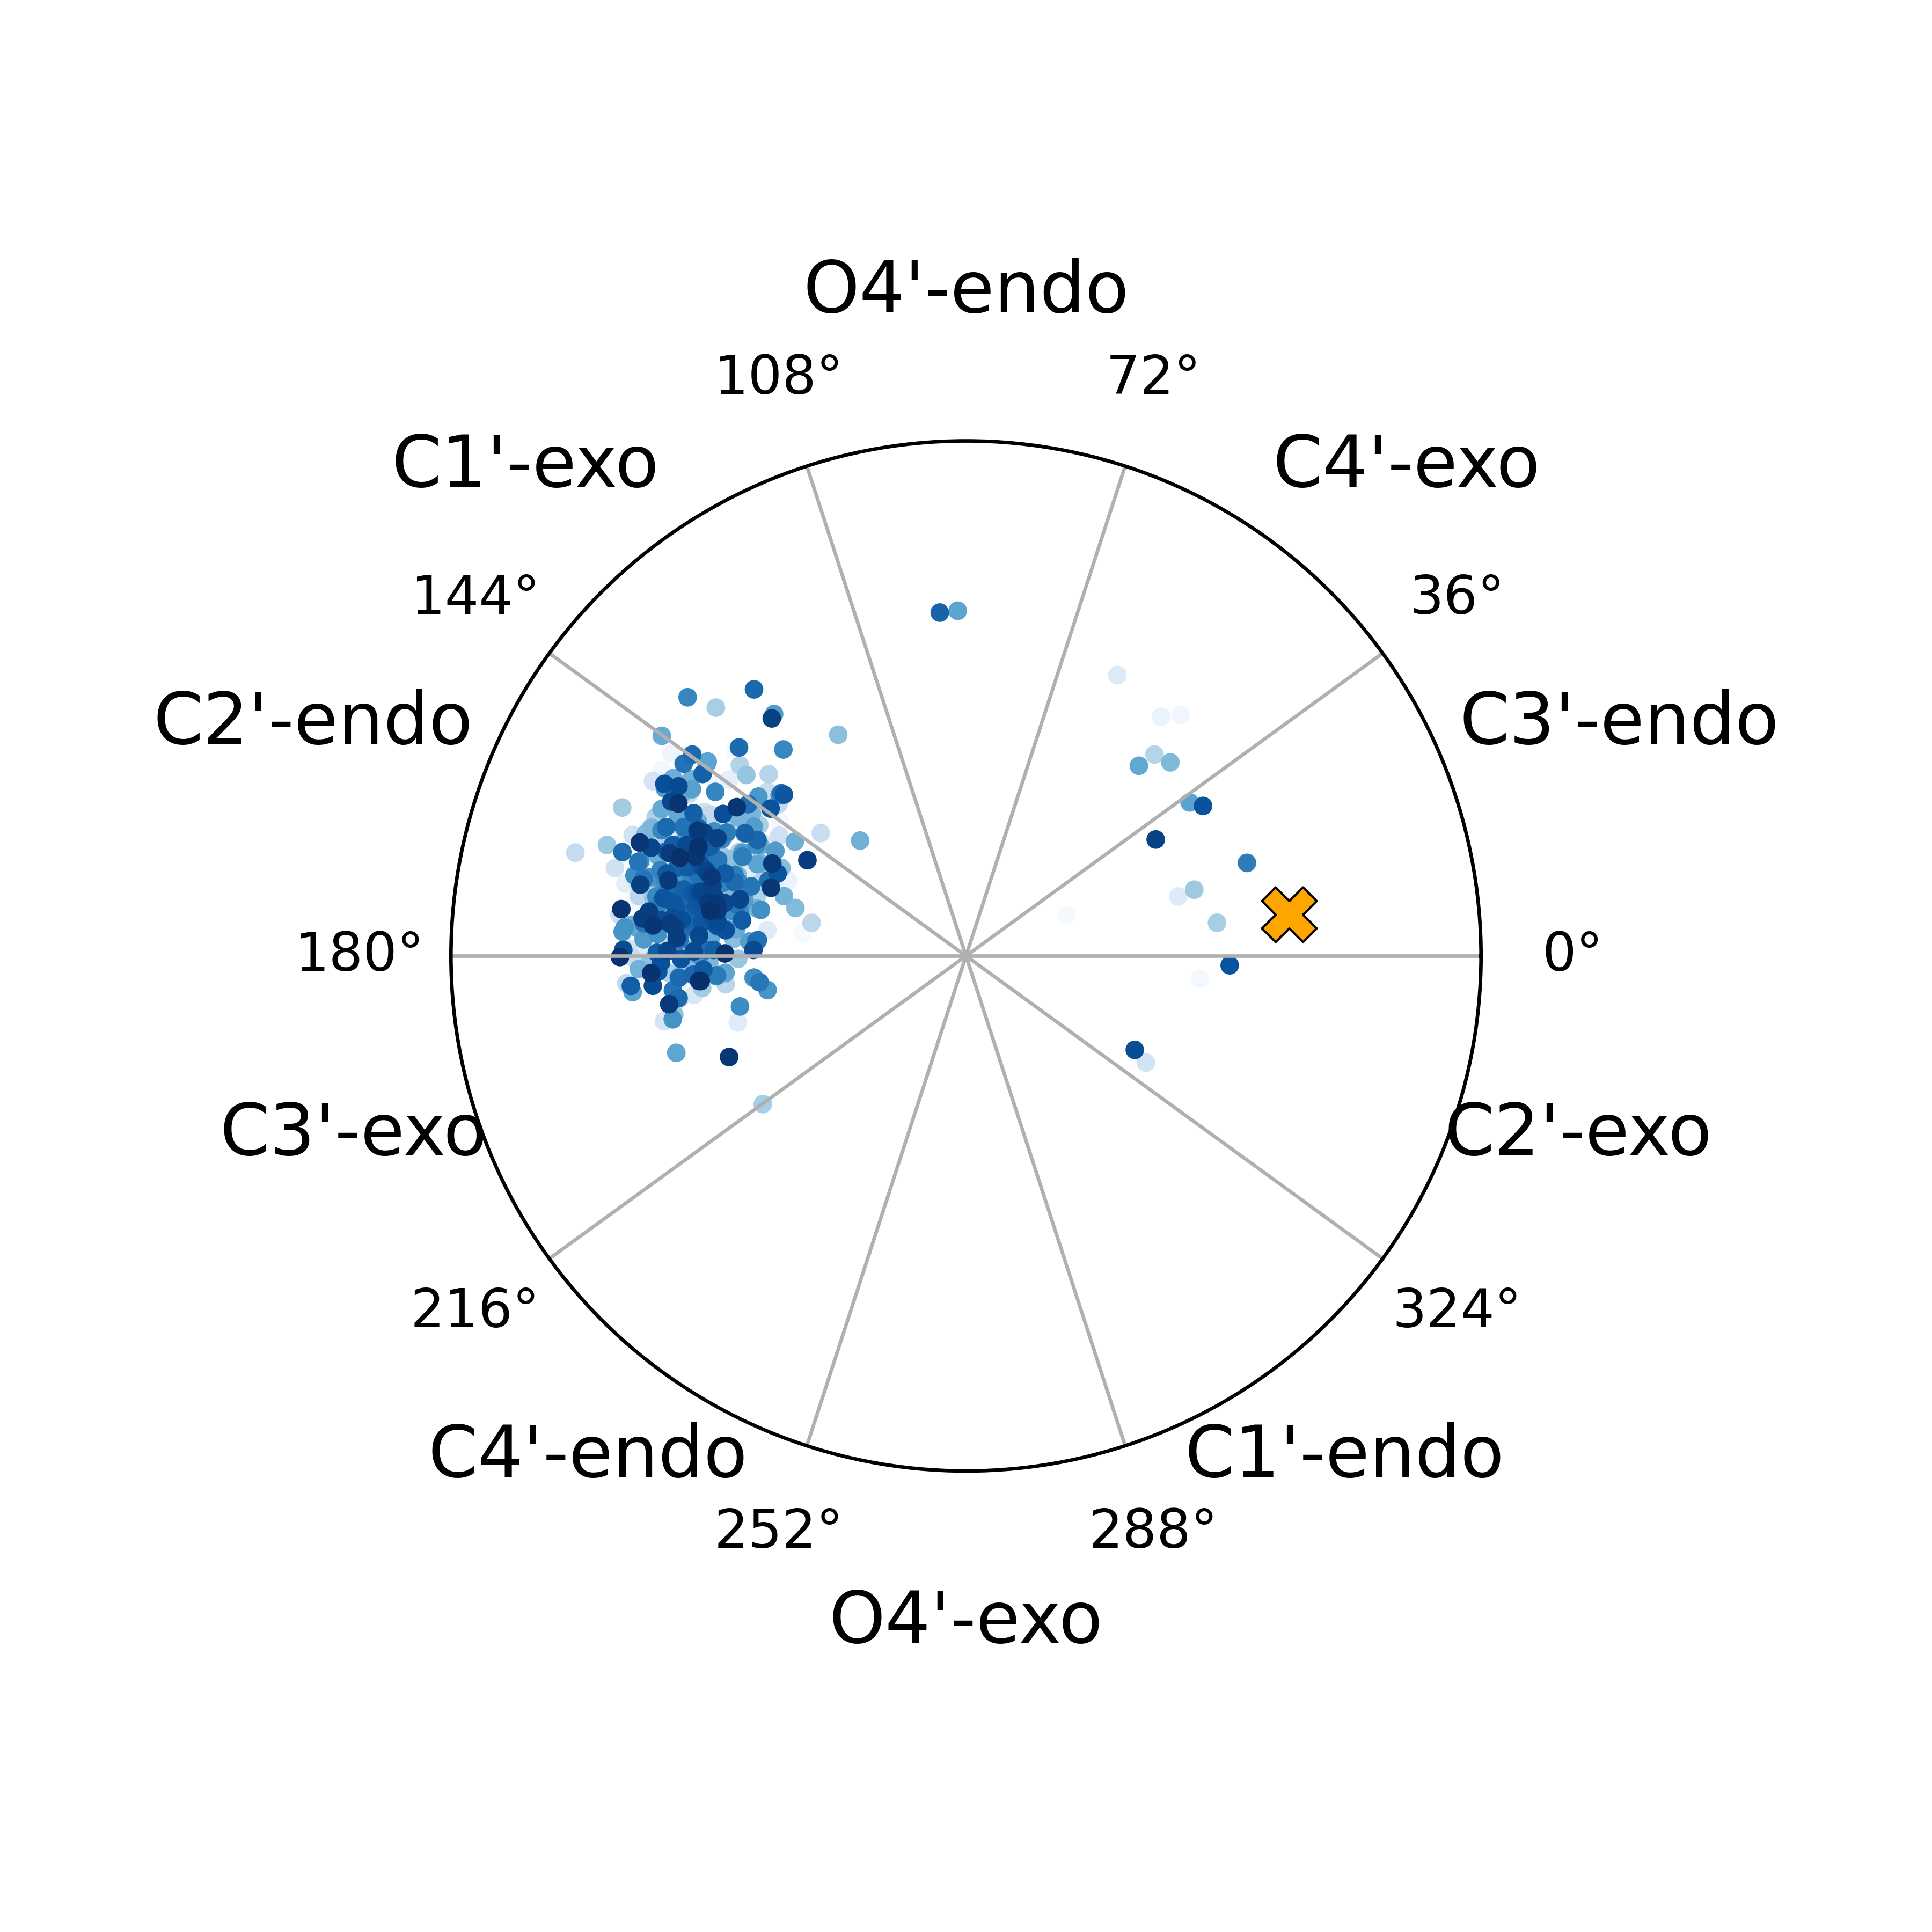 O4'-endo
108°
72°
C1'-exo
C4'-exo
144°
36°
C2'-endo
C3'-endo
180°
0°
C3'-exo
C2'-exo
216°
324°
C4'-endo
C1'-endo
252°
288°
O4'-exo